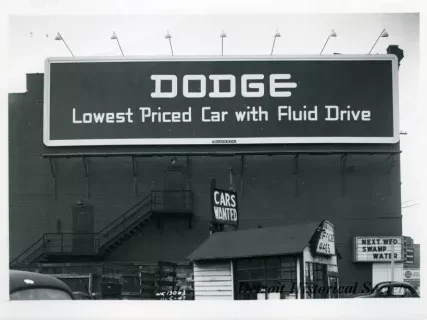 DODGE
Lowest Priced Car with Fluid Drive
CARS
WANTED
NEXT WED
SWAMP
WATER
Detroit Historical Society